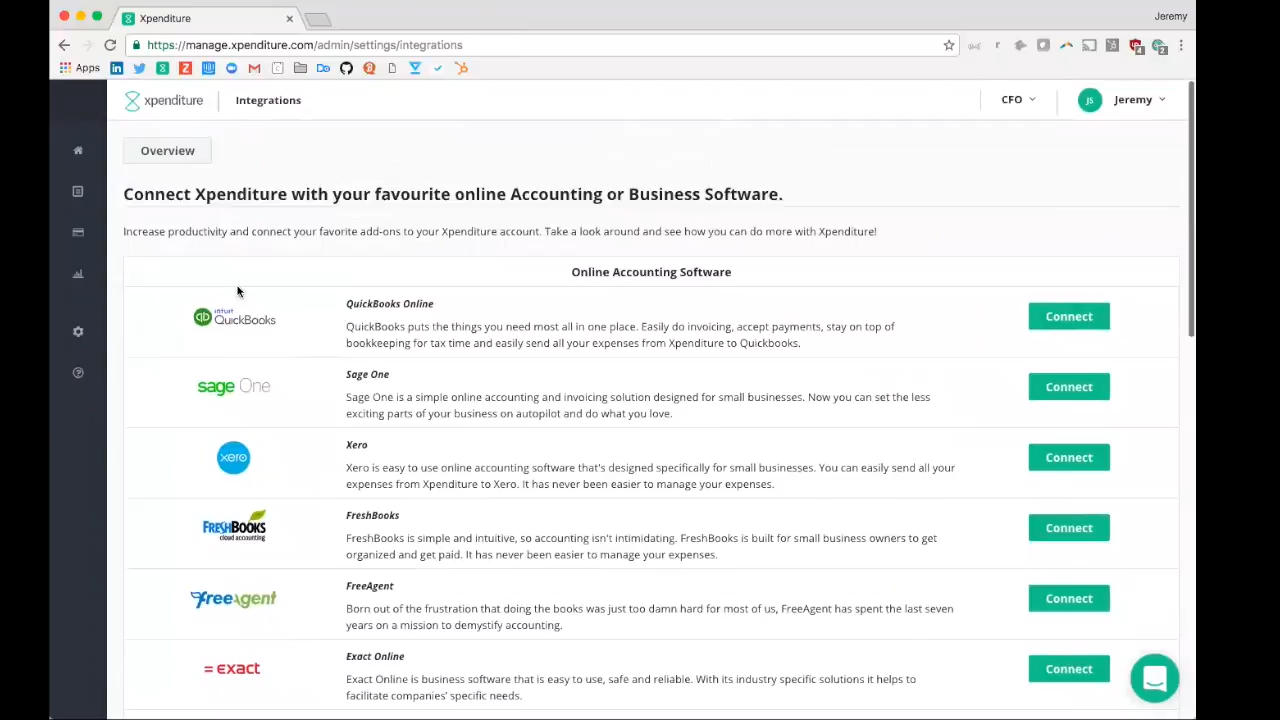 Xpenditure
Jeremy
https://manage.xpenditure.com/admin/settings/integrations
4
2
Apps
xpenditure
Integrations
CFO
JS
Jeremy
Overview
Connect Xpenditure with your favourite online Accounting or Business Software.
Increase productivity and connect your favorite add-ons to your Xpenditure account. Take a look around and see how you can do more with Xpenditure!
Online Accounting Software
qb
intuit
QuickBooks
QuickBooks Online
QuickBooks puts the things you need most all in one place. Easily do invoicing, accept payments, stay on top of
bookkeeping for tax time and easily send all your expenses from Xpenditure to Quickbooks.
Connect
sage One
Sage One
Sage One is a simple online accounting and invoicing solution designed for small businesses. Now you can set the less
exciting parts of your business on autopilot and do what you love.
Connect
xero
Xero
Xero is easy to use online accounting software that's designed specifically for small businesses. You can easily send all your
expenses from Xpenditure to Xero. It has never been easier to manage your expenses.
Connect
FRESHBOOKS
cloud accounting
FreshBooks
FreshBooks is simple and intuitive, so accounting isn't intimidating. FreshBooks is built for small business owners to get
organized and get paid. It has never been easier to manage your expenses.
Connect
freeagent
FreeAgent
Born out of the frustration that doing the books was just too damn hard for most of us, FreeAgent has spent the last seven
years on a mission to demystify accounting.
Connect
= exact
Exact Online
Exact Online is business software that is easy to use, safe and reliable. With its industry specific solutions it helps to
facilitate companies' specific needs.
Connect